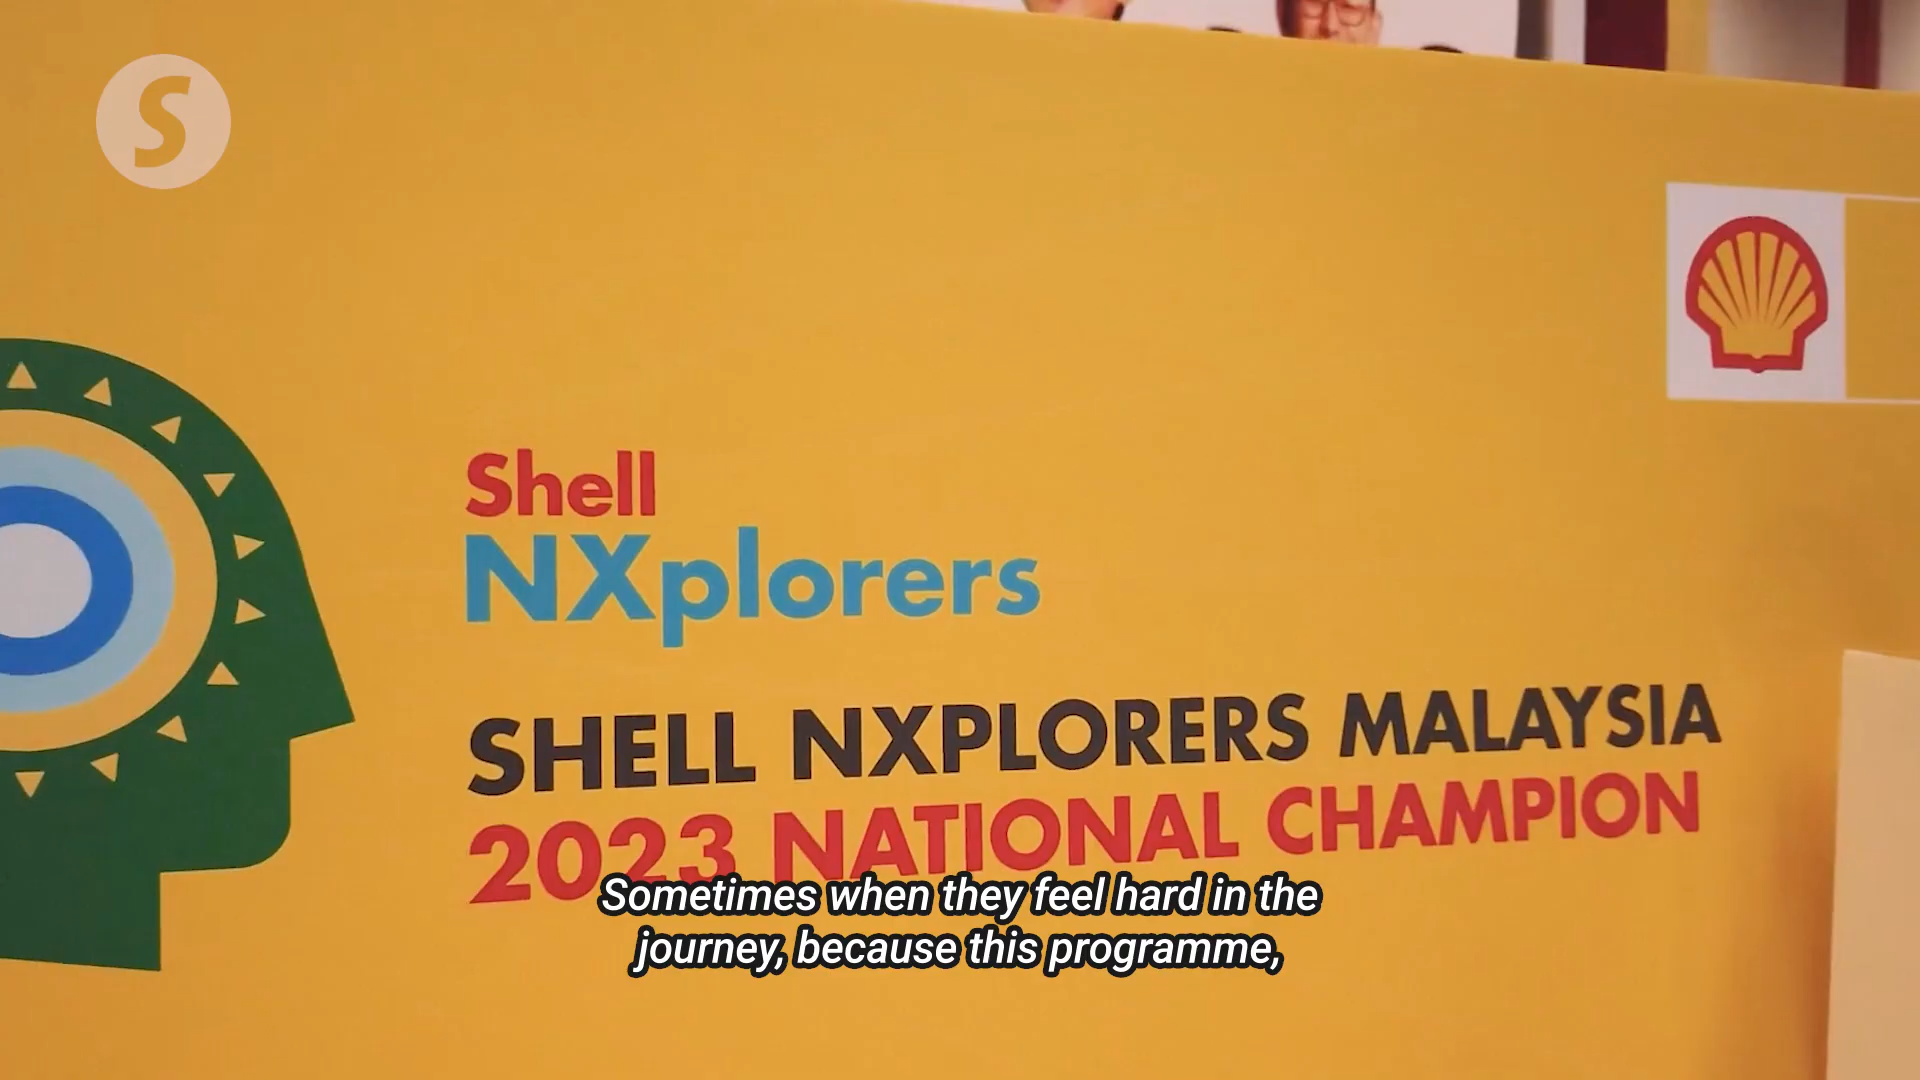 S
Shell
NXplorers
SHELL NXPLORERS MALAYSIA
2023 NATIONAL CHAMPION
Sometimes when they feel hard in the
journey, because this programme,